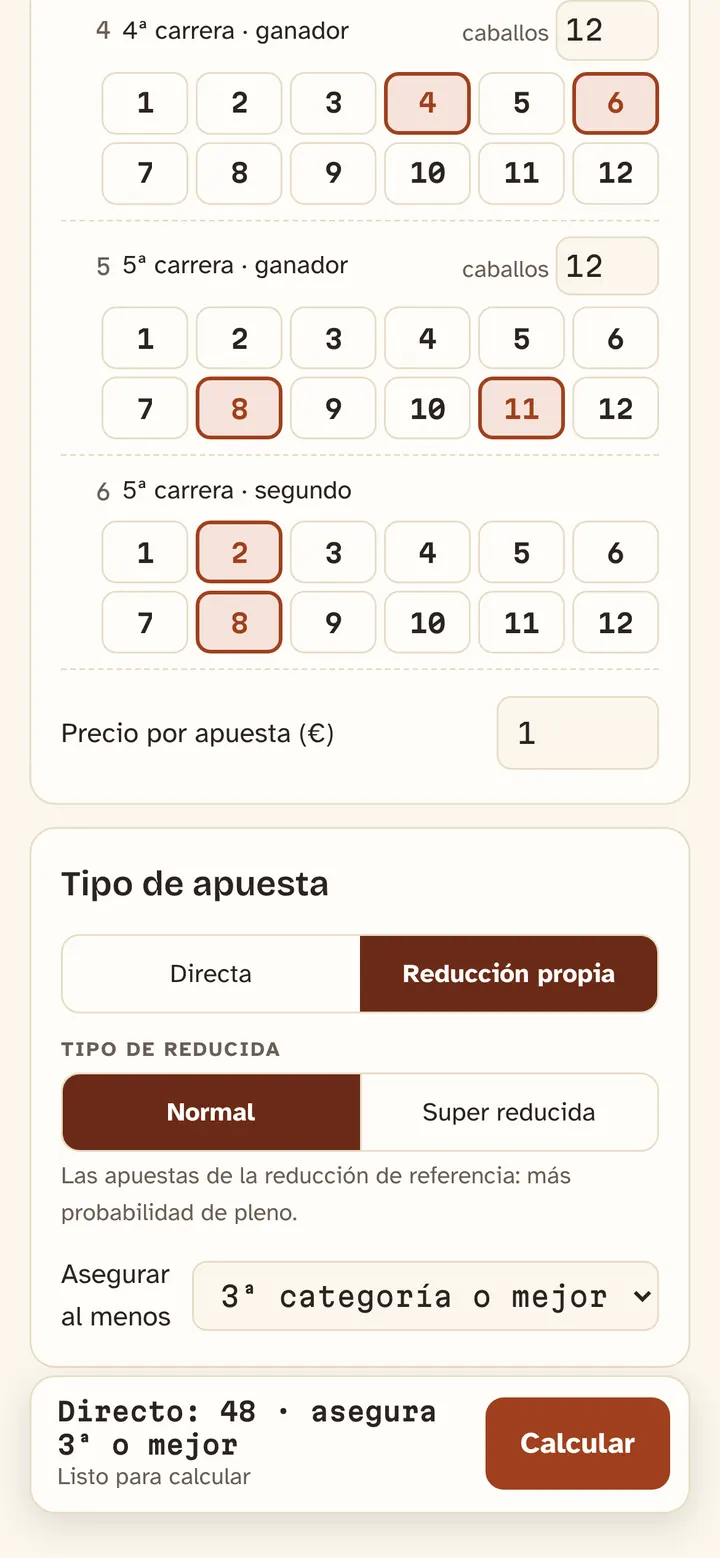 4 4ª carrera · ganador caballos 12
1 2 3 4 5 6
7 8 9 10 11 12
5 5ª carrera · ganador caballos 12
1 2 3 4 5 6
7 8 9 10 11 12
6 5ª carrera · segundo
1 2 3 4 5 6
7 8 9 10 11 12
Precio por apuesta (€) 1
Tipo de apuesta
Directa Reducción propia
TIPO DE REDUCIDA
Normal Super reducida
Las apuestas de la reducción de referencia: más
probabilidad de pleno.
Asegurar
al menos
3ª categoría o mejor
Directo: 48 · asegura
3ª o mejor
Listo para calcular
Calcular